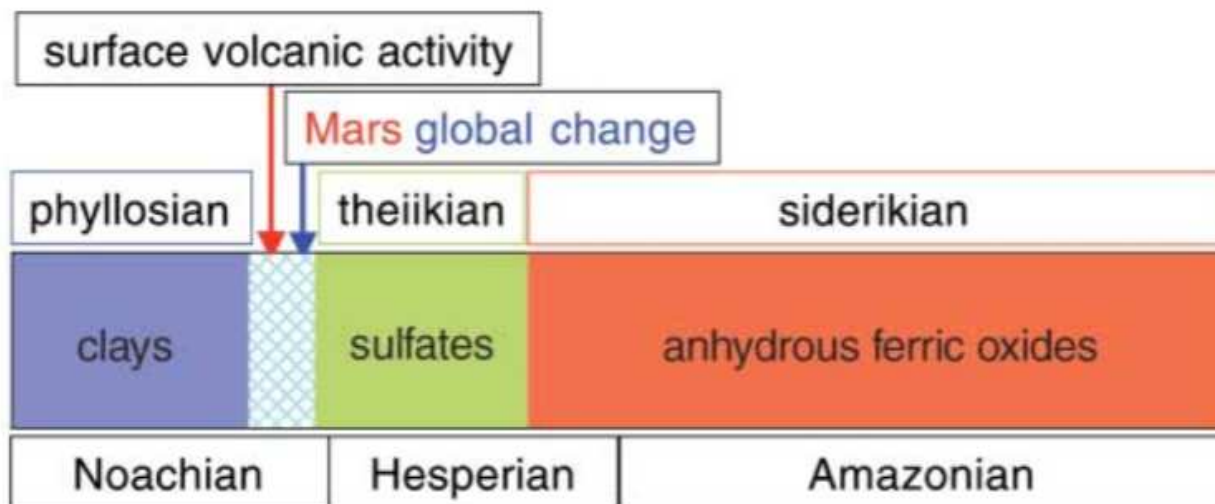 surface volcanic activity
Mars global change
phyllosian theiikian siderikian
clays sulfates anhydrous ferric oxides
Noachian Hesperian Amazonian